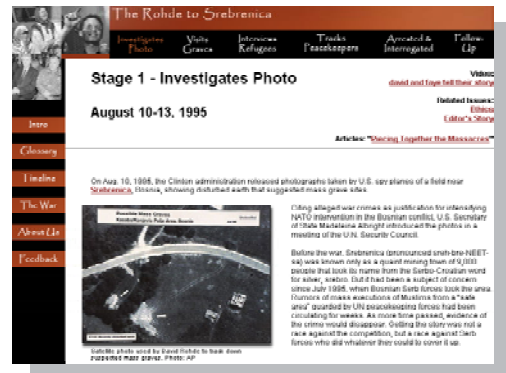 The Rohde to Srebrenica
Investigates Photo
Visits Graves
Interviews Refugees
Tracks Peacekeepers
Arrested & Interrogated
Follow-Up
Stage 1 - Investigates Photo
August 10-13, 1995
Video:
david and faye tell their story
Related Issues:
Ethics
Editor's Story
Articles: "Piecing Together the Massacres"
Intro
Glossary
Timeline
The War
About Us
Feedback
On Aug. 10, 1995, the Clinton administration released photographs taken by U.S. spy planes of a field near
Srebrenica, Bosnia, showing disturbed earth that suggested mass grave sites.
Possible Mass Graves
Citing alleged war crimes as justification for intensifying
NATO intervention in the Bosnian conflict, U.S. Secretary
of State Madeleine Albright introduced the photos in a
meeting of the U.N. Security Council.
Before the war, Srebrenica (pronounced sreh-bre-NEET-
sa) was known only as a quaint mining town of 9,000
people that took its name from the Serbo-Croatian word
for silver, srebro. But it had been a subject of concern
since July 1995, when Bosnian Serb forces took the area.
Rumors of mass executions of Muslims from a "safe
area" guarded by UN peacekeeping forces had been
circulating for weeks. As more time passed, evidence of
the crime would disappear. Getting the story was not a
race against the competition, but a race against Serb
forces who did whatever they could to cover it up.
Satellite photo used by David Rohde to track down
suspected mass graves. Photo: AP